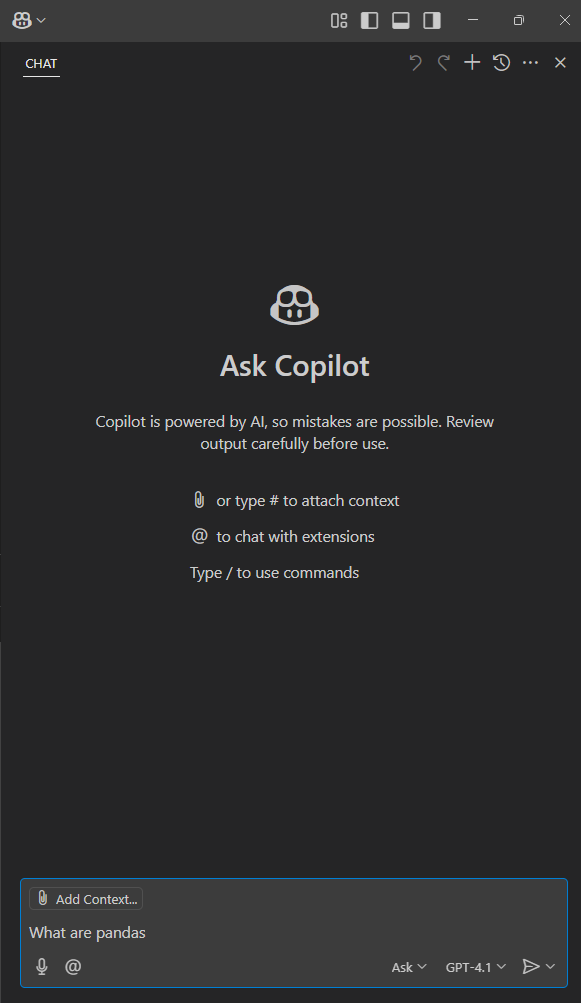 CHAT
Ask Copilot
Copilot is powered by AI, so mistakes are possible. Review
output carefully before use.
or type # to attach context
@ to chat with extensions
Type / to use commands
Add Context...
What are pandas
@ Ask GPT-4.1